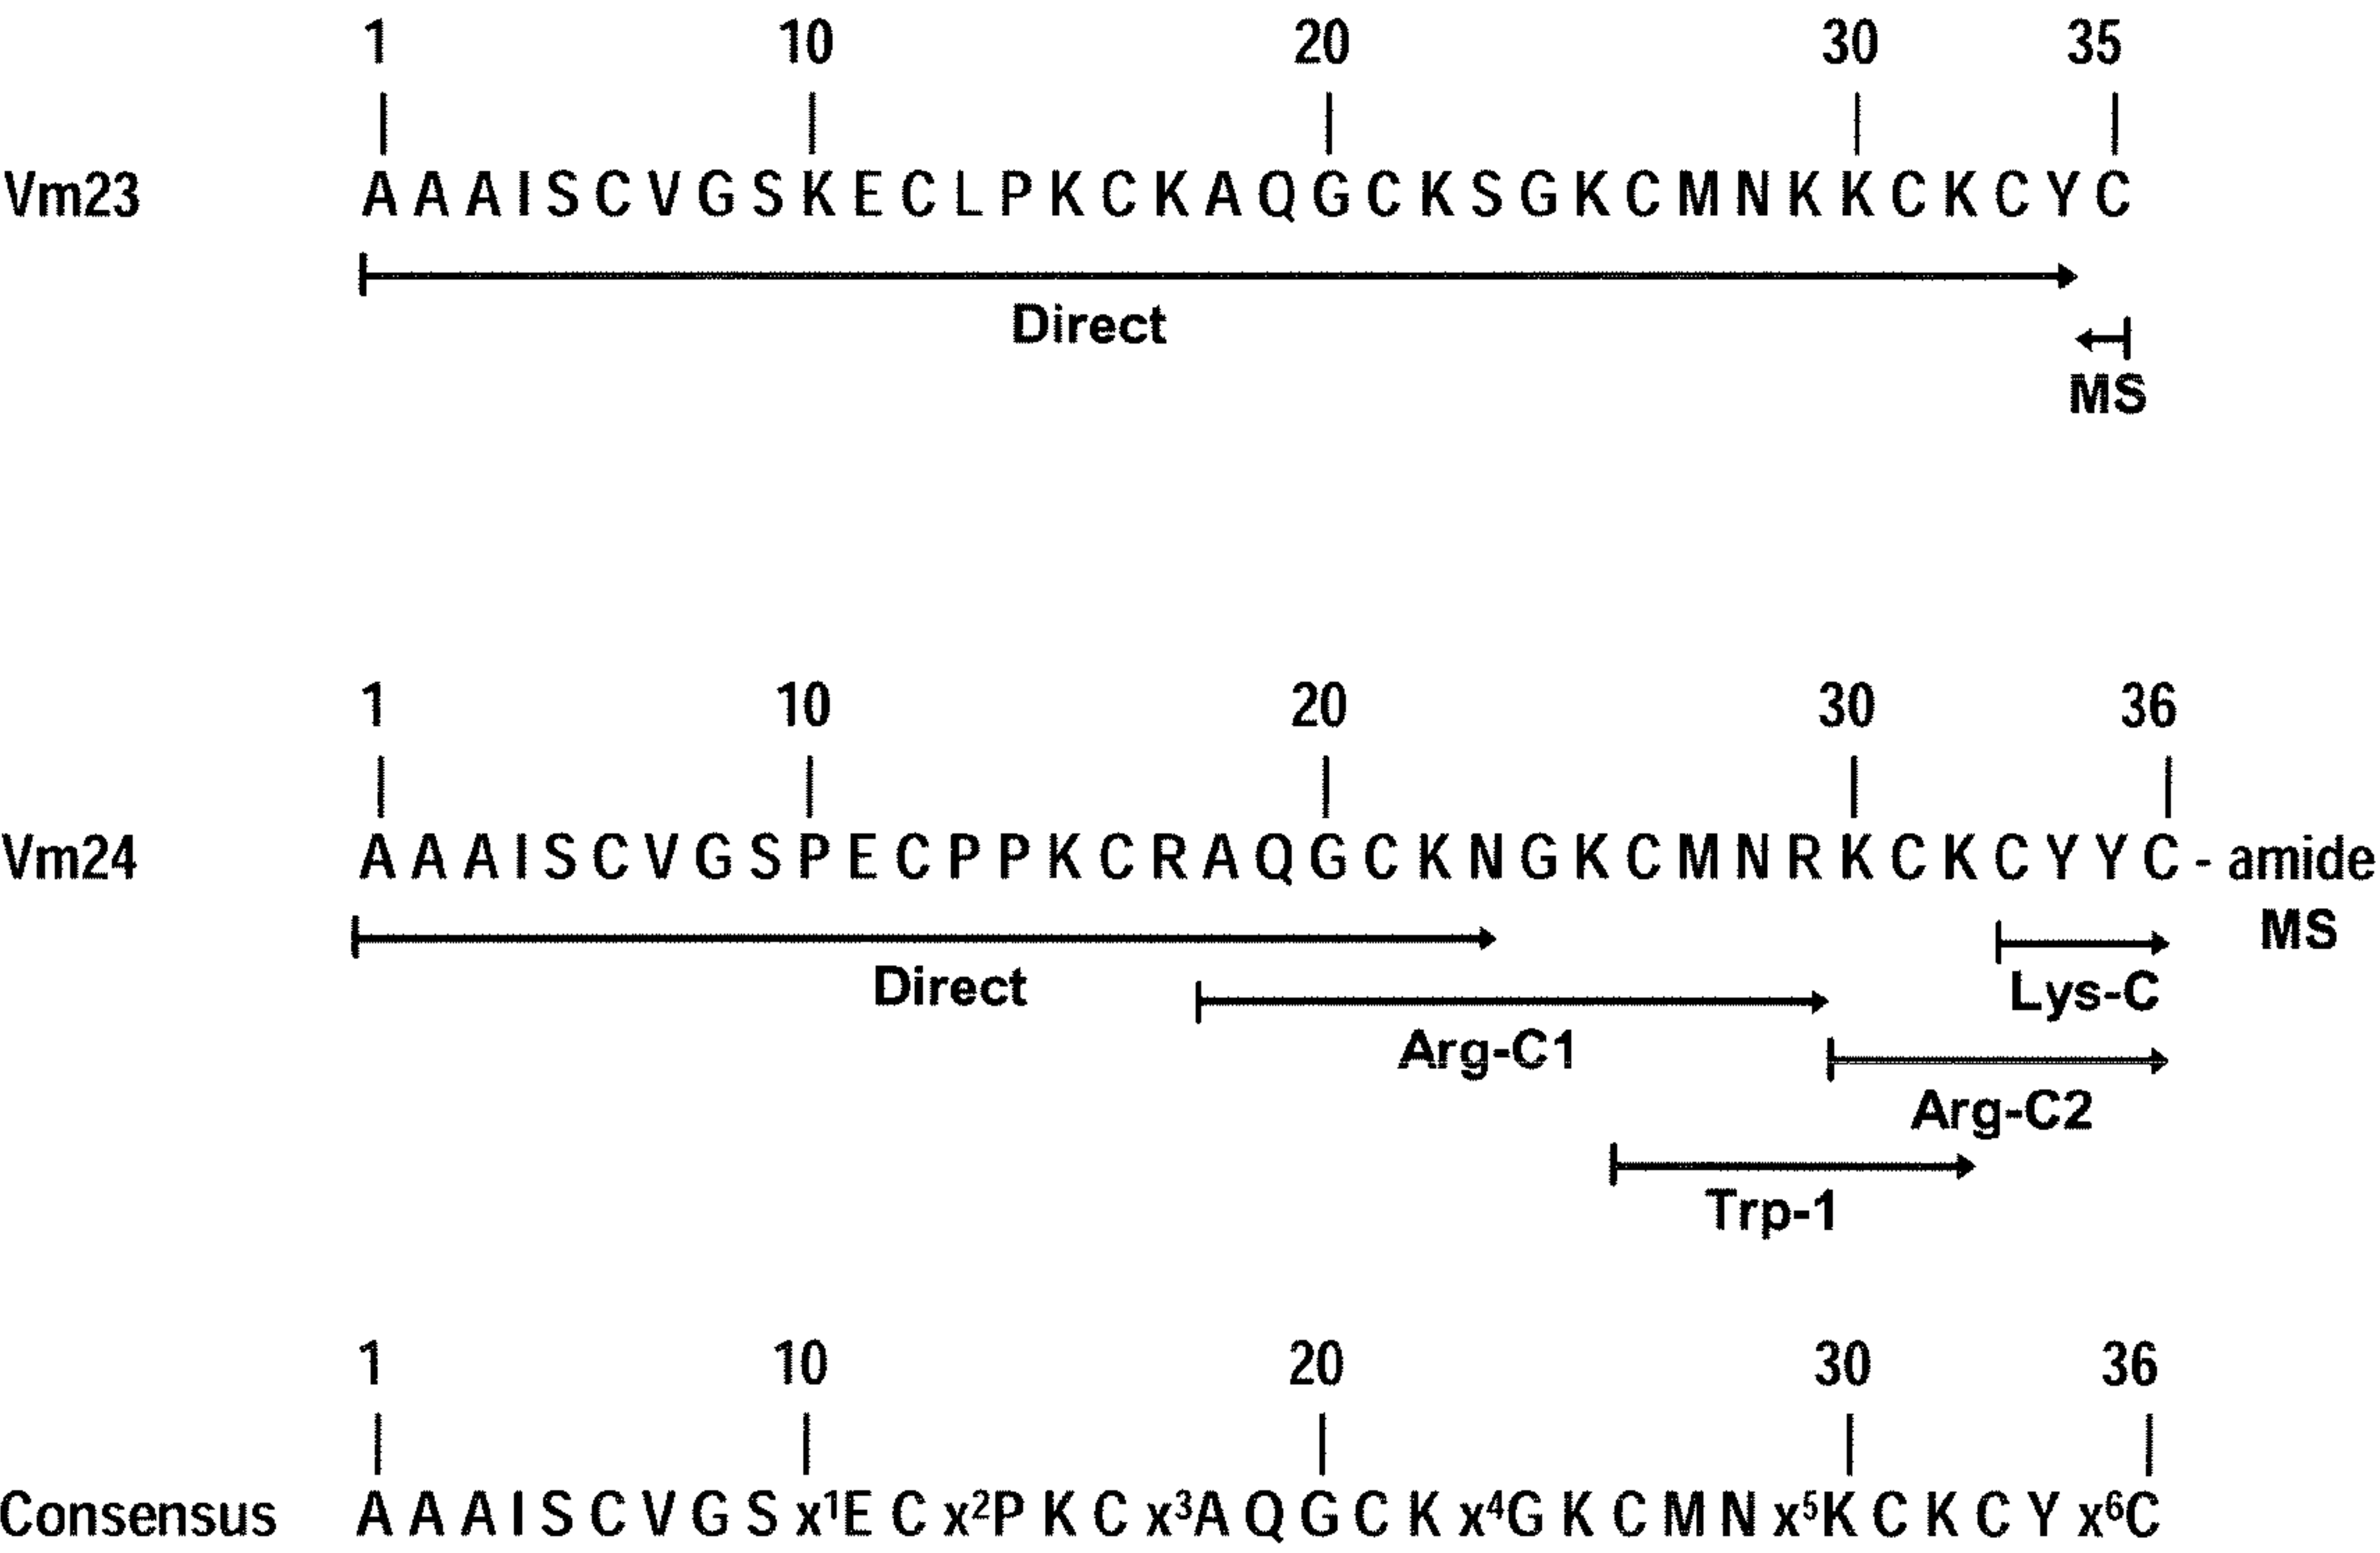 1 10 20 30 35
Vm23 A A A I S C V G S K E C L P K C K A Q G C K S G K C M N K K C K C Y C
Direct
MS
1 10 20 30 36
Vm24 A A A I S C V G S P E C P P K C R A Q G C K N G K C M N R K C K C Y Y C - amide
MS
Direct
Lys-C
Arg-C1
Arg-C2
Trp-1
1 10 20 30 36
Consensus A A A I S C V G S x¹E C x²P K C x³A Q G C K x⁴G K C M N x⁵K C K C Y x⁶C